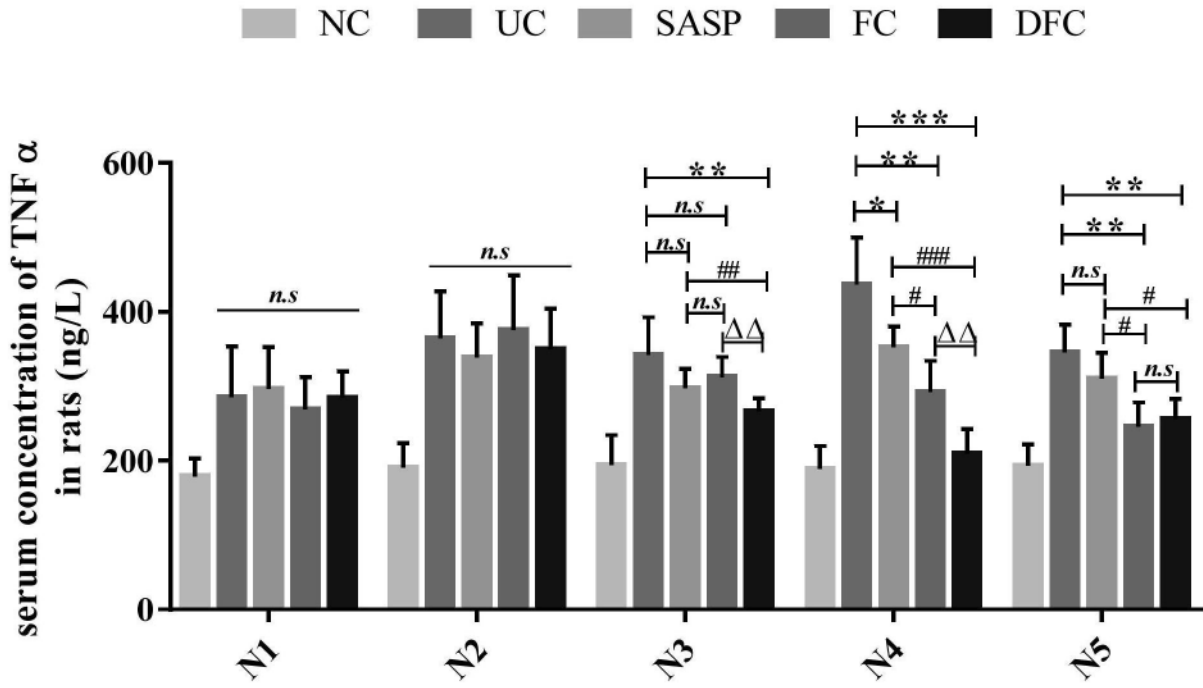 NC UC SASP FC DFC
serum concentration of TNF α
in rats (ng/L)
600
400
200
0
n.s
n.s
**
n.s
n.s
##
n.s
ΔΔ
***
**
*
###
#
ΔΔ
**
**
n.s
#
#
n.s
N1 N2 N3 N4 N5